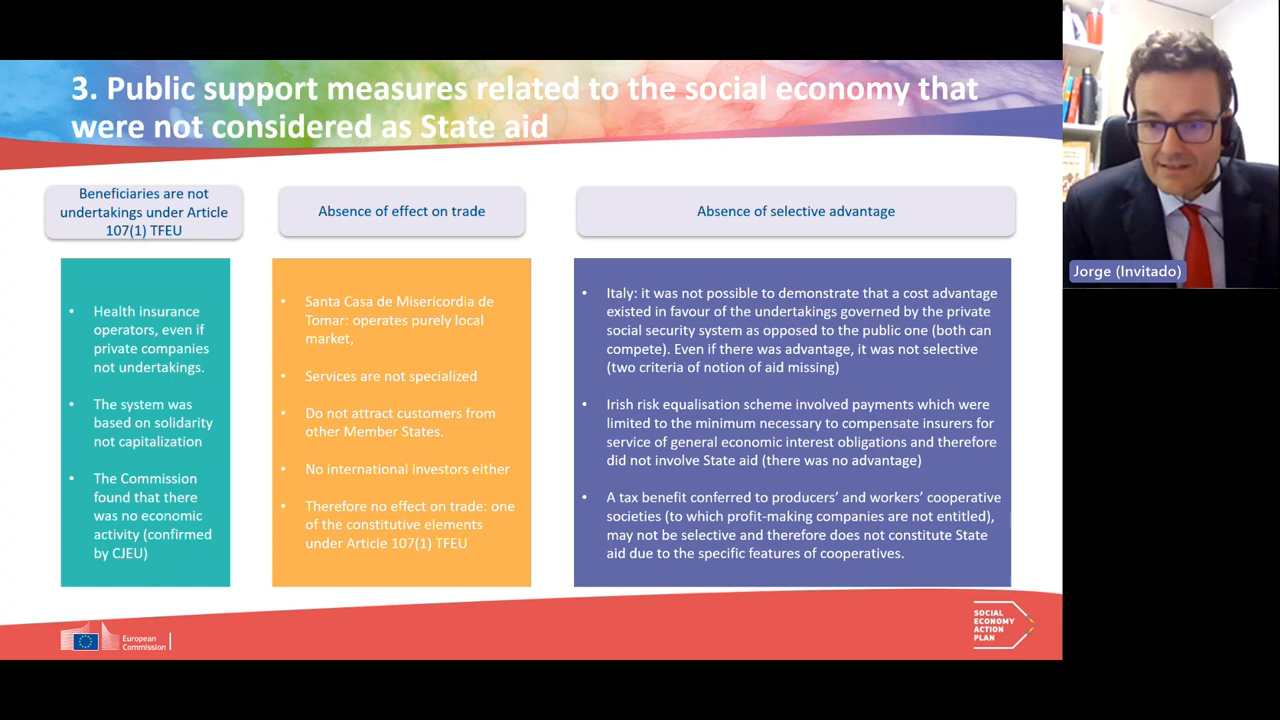 3. Public support measures related to the social economy that
were not considered as State aid
Beneficiaries are not
undertakings under Article
107(1) TFEU
Absence of effect on trade
Absence of selective advantage
• Health insurance
operators, even if
private companies
not undertakings.
• The system was
based on solidarity
not capitalization
• The Commission
found that there
was no economic
activity (confirmed
by CJEU)
• Santa Casa de Misericordia de
Tomar: operates purely local
market,
• Services are not specialized
• Do not attract customers from
other Member States.
• No international investors either
• Therefore no effect on trade: one
of the constitutive elements
under Article 107(1) TFEU
• Italy: it was not possible to demonstrate that a cost advantage
existed in favour of the undertakings governed by the private
social security system as opposed to the public one (both can
compete). Even if there was advantage, it was not selective
(two criteria of notion of aid missing)
• Irish risk equalisation scheme involved payments which were
limited to the minimum necessary to compensate insurers for
service of general economic interest obligations and therefore
did not involve State aid (there was no advantage)
• A tax benefit conferred to producers’ and workers’ cooperative
societies (to which profit-making companies are not entitled),
may not be selective and therefore does not constitute State
aid due to the specific features of cooperatives.
Jorge (Invitado)
European
Commission
SOCIAL
ECONOMY
ACTION
PLAN